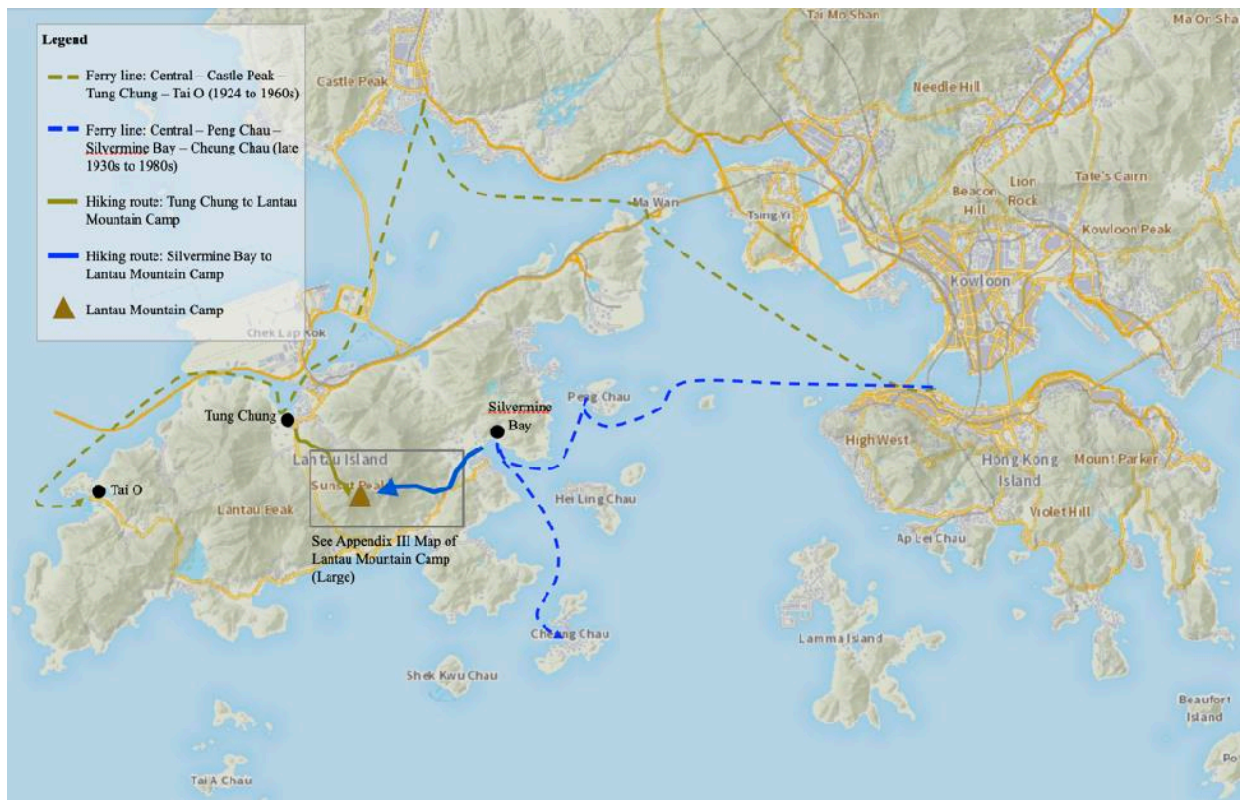 Legend
Ferry line: Central – Castle Peak –
Tung Chung – Tai O (1924 to 1960s)
Ferry line: Central – Peng Chau –
Silvermine Bay – Cheung Chau (late
1930s to 1980s)
Hiking route: Tung Chung to Lantau
Mountain Camp
Hiking route: Silvermine Bay to
Lantau Mountain Camp
Lantau Mountain Camp
Tai Mo Shan
Castle Peak
Needle Hill
Ma Wan
Tsing Yi
Beacon
Hill
Lion
Rock
Tate's Cairn
Kowloon Peak
Kowloon
Chek Lap Kok
Tung Chung
Silvermine
Bay
Peng Chau
High West
Hong Kong
Island
Mount Parker
Lantau Island
Sunset Peak
Tai O
Lantau Peak
Hei Ling Chau
Violet Hill
Ap Lei Chau
See Appendix III Map of
Lantau Mountain Camp
(Large)
Cheung Chau
Lamma Island
Shek Kwu Chau
Beaufort
Island
Tai A Chau